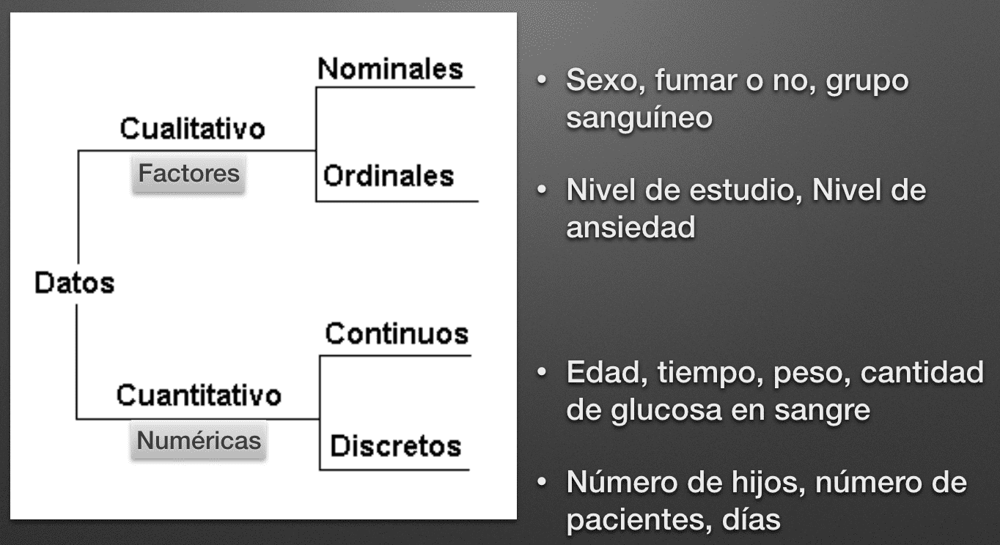 Nominales
Cualitativo
Factores
Ordinales
Datos
Continuos
Cuantitativo
Numéricas
Discretos
• Sexo, fumar o no, grupo
sanguíneo
• Nivel de estudio, Nivel de
ansiedad
• Edad, tiempo, peso, cantidad
de glucosa en sangre
• Número de hijos, número de
pacientes, días